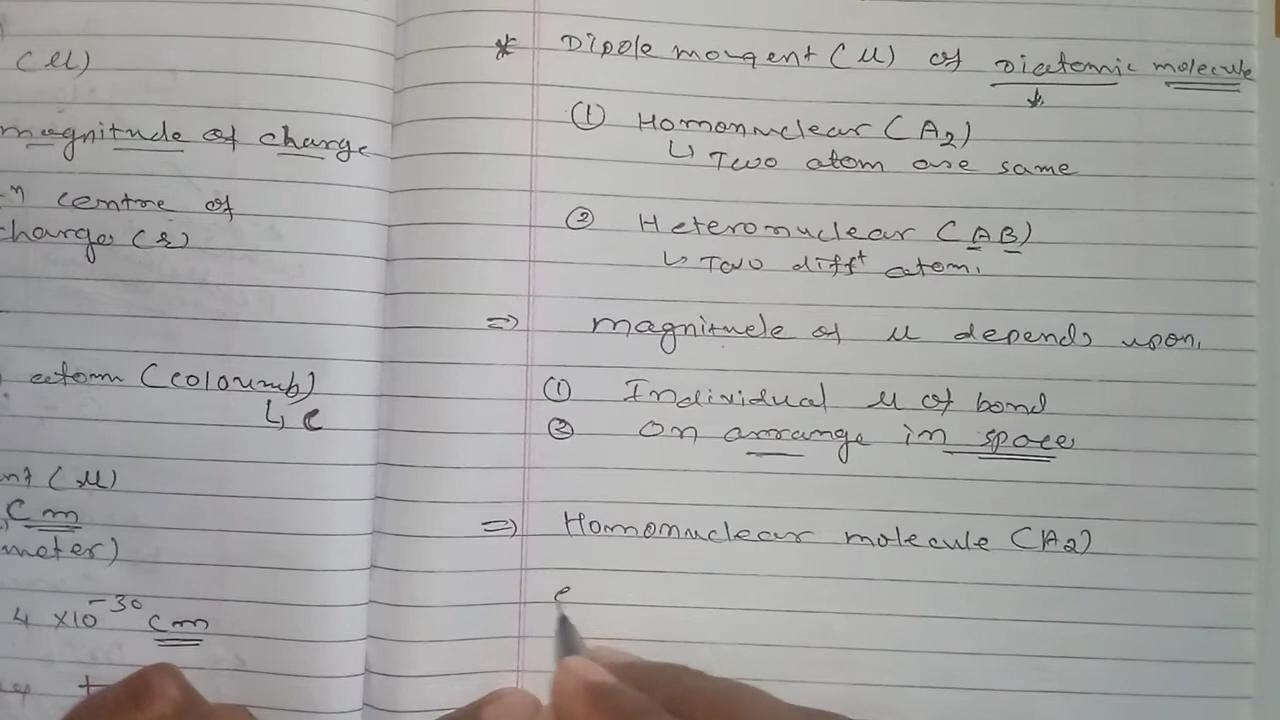 (μ)
magnitude of charge
n centre of
charge (r)
atom (coloumb)
↳ C
nt (μ)
Cm
meter)
4 ×10⁻³⁰ cm
* Dipole moment (μ) of Diatomic molecule
↓
① Homonuclear (A₂)
↳ Two atom are same
② Heteronuclear (AB)
↳ Two diffᵗ atom.
⇒ magnitude of μ depends upon,
① Individual μ of bond
② on arrange in space
⇒ Homonuclear molecule (A₂)
e